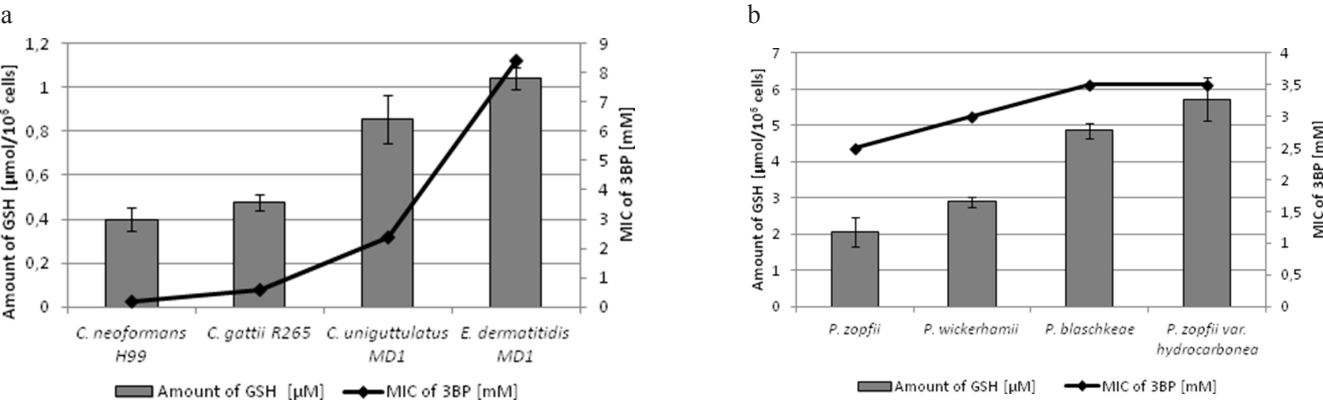 a
1,2
1
0,8
0,6
0,4
0,2
0
Amount of GSH [µmol/10⁶ cells]
9
8
7
6
5
4
3
2
1
0
MIC of 3BP [mM]
C. neoformans
H99
C. gattii R265
C. uniguttulatus
MD1
E. dermatitidis
MD1
Amount of GSH [µM]
MIC of 3BP [mM]
b
7
6
5
4
3
2
1
0
Amount of GSH [µmol/10⁶ cells]
4
3,5
3
2,5
2
1,5
1
0,5
0
MIC of 3BP [mM]
P. zopfii
P. wickerhamii
P. blaschkeae
P. zopfii var.
hydrocarbonea
Amount of GSH [µM]
MIC of 3BP [mM]